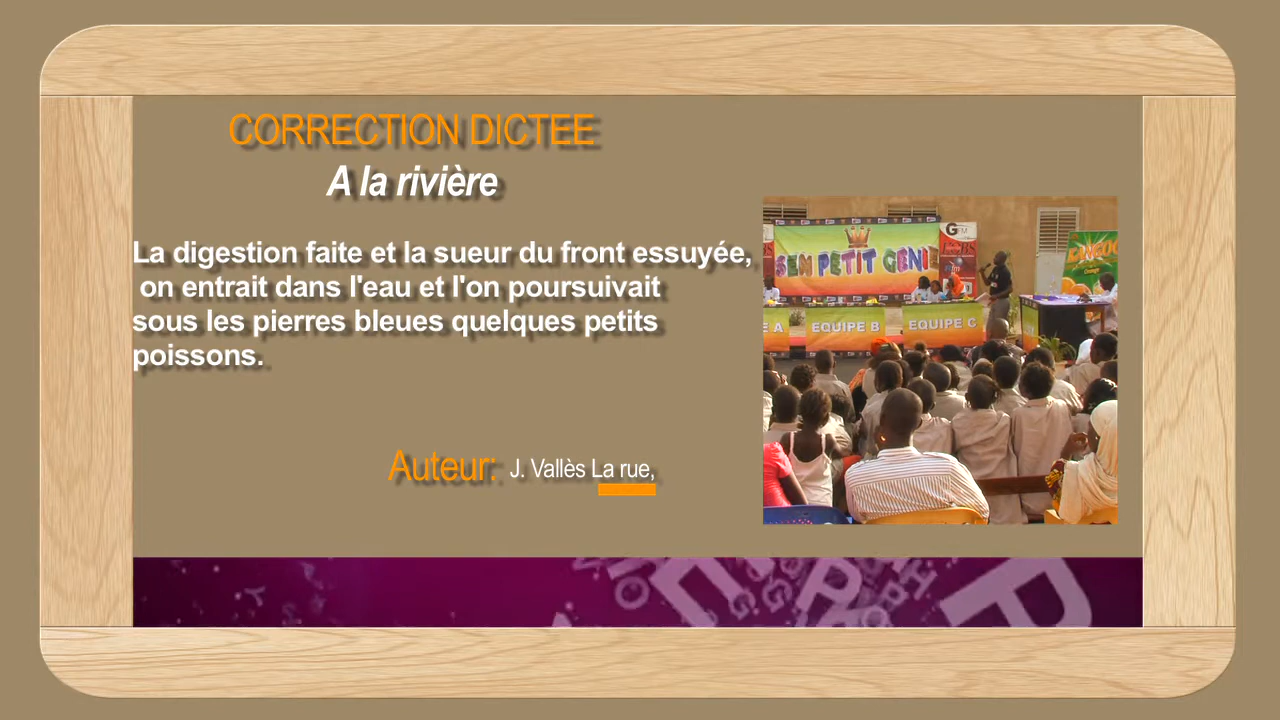 CORRECTION DICTEE
A la rivière
La digestion faite et la sueur du front essuyée,
on entrait dans l'eau et l'on poursuivait
sous les pierres bleues quelques petits
poissons.
Auteur: J. Vallès La rue,
SEN PETIT GENIE
E A
EQUIPE B
EQUIPE C